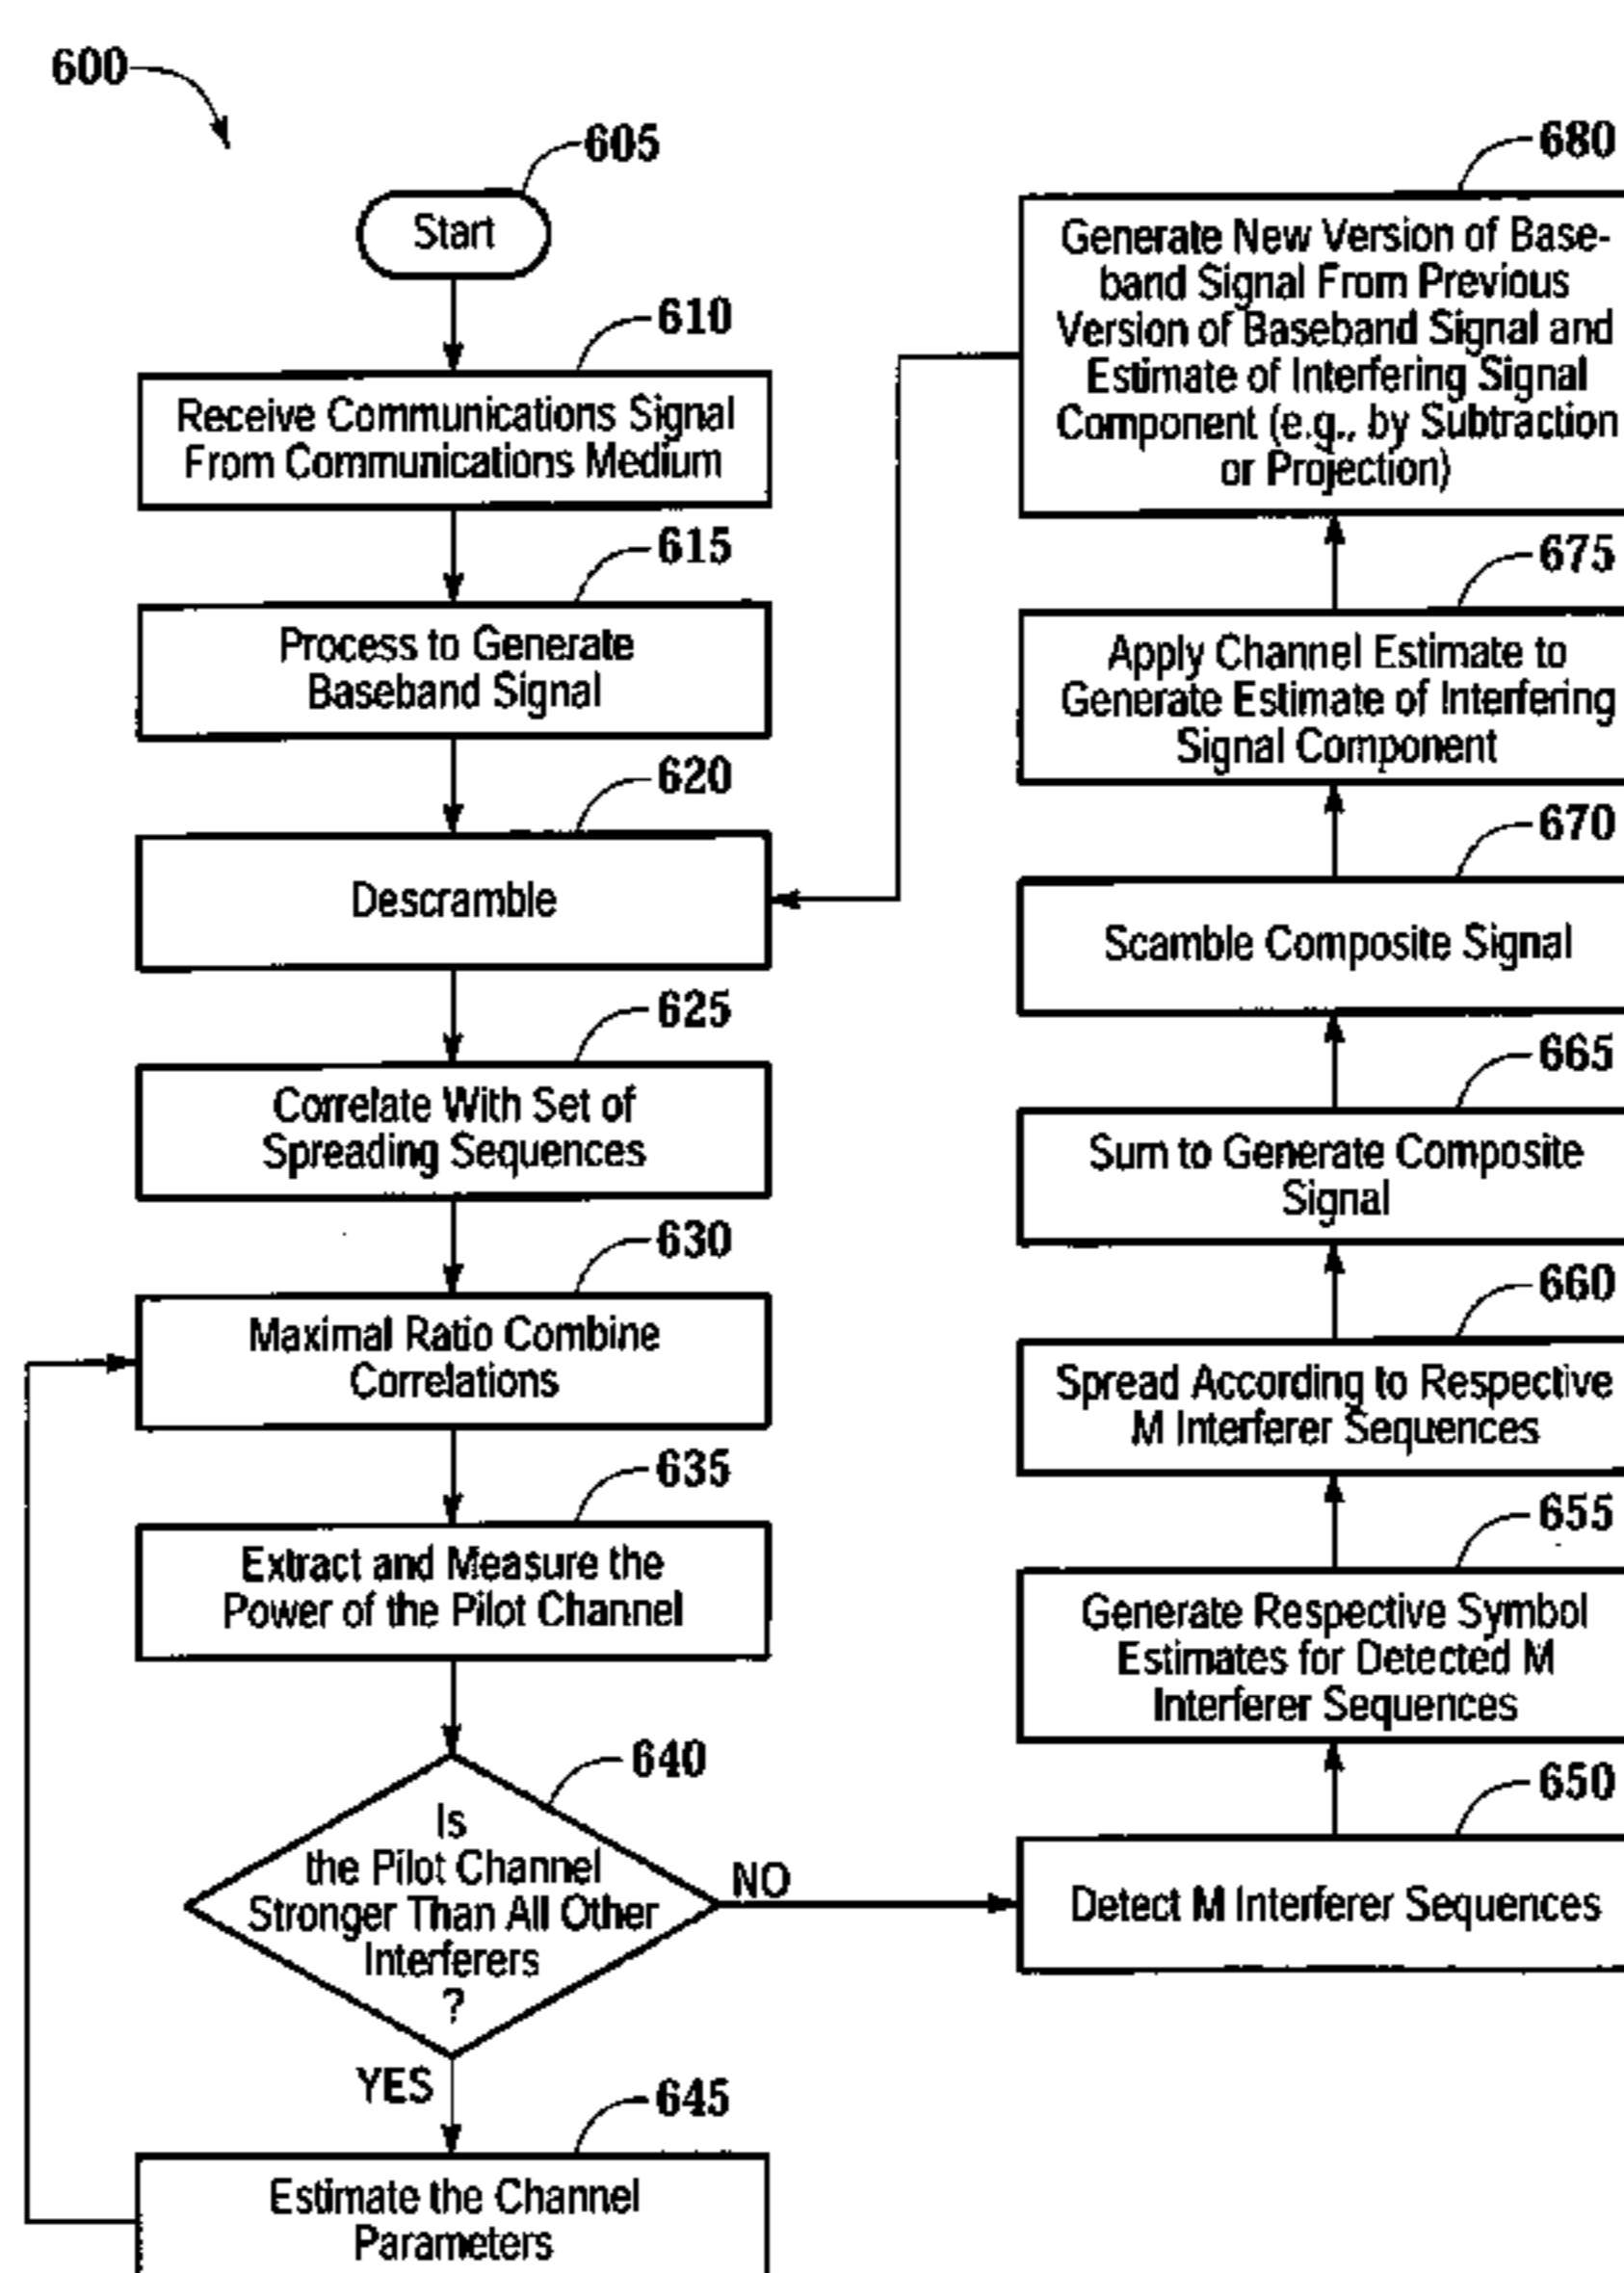 600
605
Start
610
Receive Communications Signal
From Communications Medium
615
Process to Generate
Baseband Signal
620
Descramble
625
Correlate With Set of
Spreading Sequences
630
Maximal Ratio Combine
Correlations
635
Extract and Measure the
Power of the Pilot Channel
640
Is
the Pilot Channel
Stronger Than All Other
Interferers
?
NO
YES
645
Estimate the Channel
Parameters
680
Generate New Version of Base-
band Signal From Previous
Version of Baseband Signal and
Estimate of Interfering Signal
Component (e.g., by Subtraction
or Projection)
675
Apply Channel Estimate to
Generate Estimate of Interfering
Signal Component
670
Scamble Composite Signal
665
Sum to Generate Composite
Signal
660
Spread According to Respective
M Interferer Sequences
655
Generate Respective Symbol
Estimates for Detected M
Interferer Sequences
650
Detect M Interferer Sequences